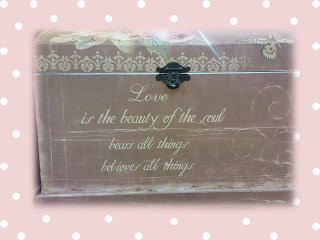 Love
is the beauty of the soul
bears all things
believes all things